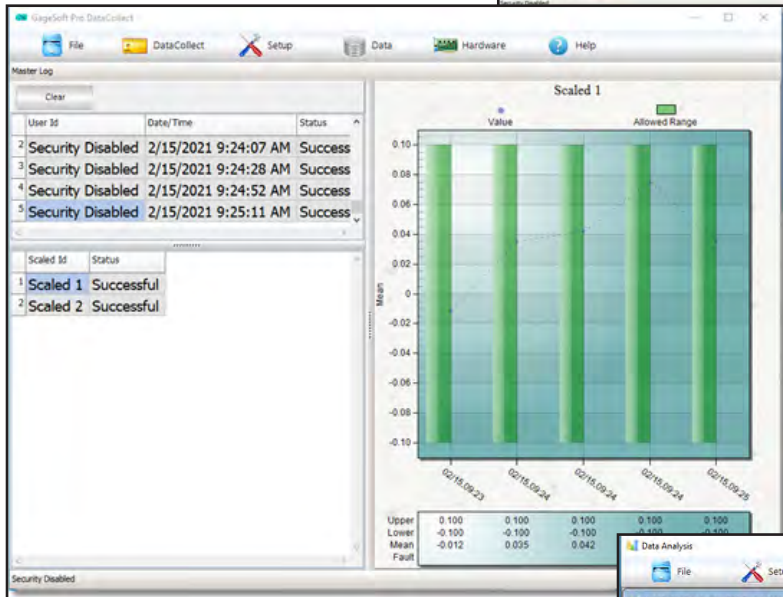 Security Disabled
GageSoft Pro DataCollect
File DataCollect Setup Data Hardware Help
Master Log
Clear
User Id Date/Time Status
2 Security Disabled 2/15/2021 9:24:07 AM Success
3 Security Disabled 2/15/2021 9:24:28 AM Success
4 Security Disabled 2/15/2021 9:24:52 AM Success
5 Security Disabled 2/15/2021 9:25:11 AM Success
Scaled Id Status
1 Scaled 1 Successful
2 Scaled 2 Successful
Security Disabled
Scaled 1
Value Allowed Range
Mean
0.10
0.08
0.06
0.04
0.02
0
-0.02
-0.04
-0.06
-0.08
-0.10
02/15,09:23 02/15,09:24 02/15,09:24 02/15,09:24 02/15,09:25
Upper 0.100 0.100 0.100 0.100 0.100
Lower -0.100 -0.100 -0.100 -0.100 -0.100
Mean -0.012 0.035 0.042
Fault
Data Analysis
File Setu